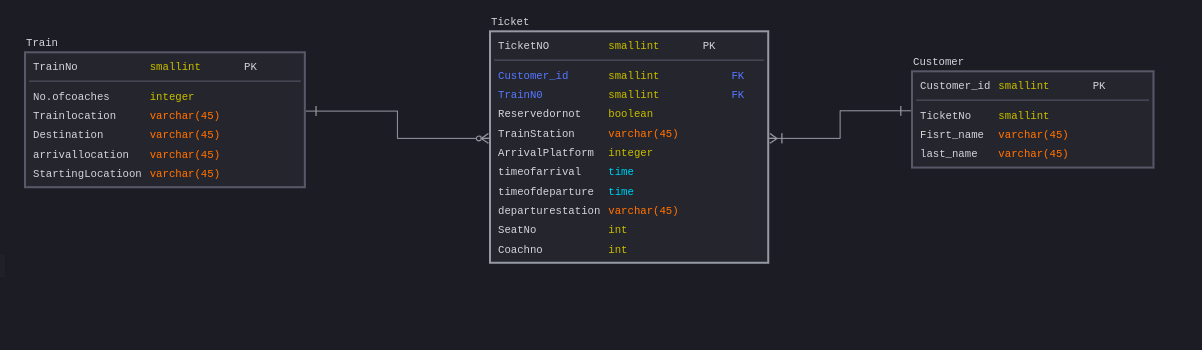 Train
TrainNo smallint PK
No.ofcoaches integer
Trainlocation varchar(45)
Destination varchar(45)
arrivallocation varchar(45)
StartingLocatioon varchar(45)
Ticket
TicketNO smallint PK
Customer_id smallint FK
TrainN0 smallint FK
Reservedornot boolean
TrainStation varchar(45)
ArrivalPlatform integer
timeofarrival time
timeofdeparture time
departurestation varchar(45)
SeatNo int
Coachno int
Customer
Customer_id smallint PK
TicketNo smallint
Fisrt_name varchar(45)
last_name varchar(45)